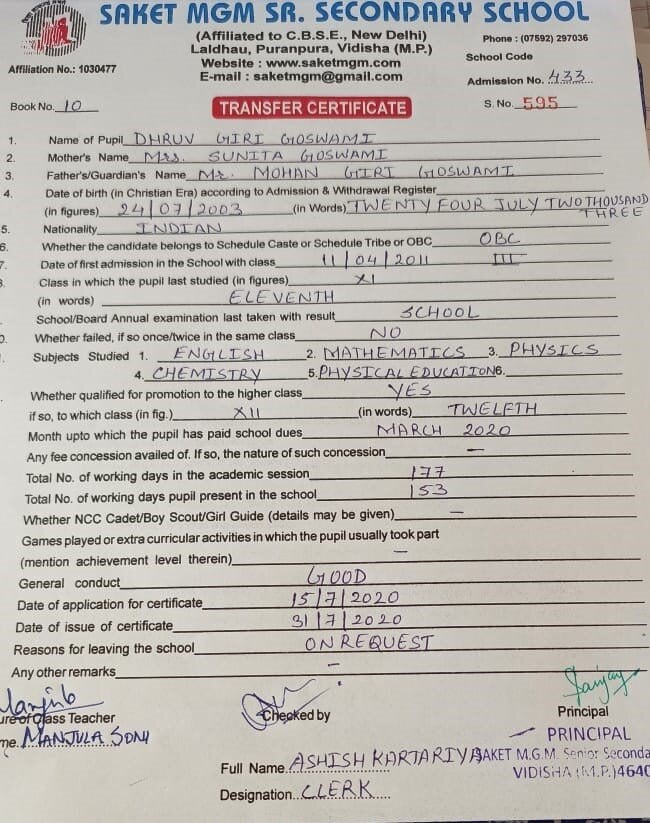 SAKET MGM SR. SECONDARY SCHOOL
(Affiliated to C.B.S.E., New Delhi)
Laldhau, Puranpura, Vidisha (M.P.)
Phone : (07592) 297036
Website : www.saketmgm.com
School Code
Affiliation No.: 1030477
E-mail : saketmgm@gmail.com
Admission No. 433
Book No. 10
TRANSFER CERTIFICATE
S. No. 595
1. Name of Pupil DHRUV GIRI GOSWAMI
2. Mother's Name Mrs. SUNITA GOSWAMI
3. Father's/Guardian's Name Mr. MOHAN GIRI GOSWAMI
4. Date of birth (in Christian Era) according to Admission & Withdrawal Register
(in figures) 24/07/2003 (in Words) TWENTY FOUR JULY TWO THOUSAND THREE
5. Nationality INDIAN
6. Whether the candidate belongs to Schedule Caste or Schedule Tribe or OBC OBC
7. Date of first admission in the School with class 11/04/2011 III
Class in which the pupil last studied (in figures) XI
(in words) ELEVENTH
School/Board Annual examination last taken with result SCHOOL
Whether failed, if so once/twice in the same class NO
Subjects Studied 1. ENGLISH 2. MATHEMATICS 3. PHYSICS
4. CHEMISTRY 5. PHYSICAL EDUCATION 6.
Whether qualified for promotion to the higher class YES
if so, to which class (in fig.) XII (in words) TWELFTH
Month upto which the pupil has paid school dues MARCH 2020
Any fee concession availed of. If so, the nature of such concession —
Total No. of working days in the academic session 177
Total No. of working days pupil present in the school 153
Whether NCC Cadet/Boy Scout/Girl Guide (details may be given) —
Games played or extra curricular activities in which the pupil usually took part
(mention achievement level therein) —
General conduct GOOD
Date of application for certificate 15/7/2020
Date of issue of certificate 31/7/2020
Reasons for leaving the school ON REQUEST
Any other remarks —
ure of Class Teacher
Checked by
Principal
me. MANJULA SONI
PRINCIPAL
Full Name ASHISH KARTARIYA
SAKET M.G.M. Senior Seconda
VIDISHA (M.P.) 4640
Designation CLERK